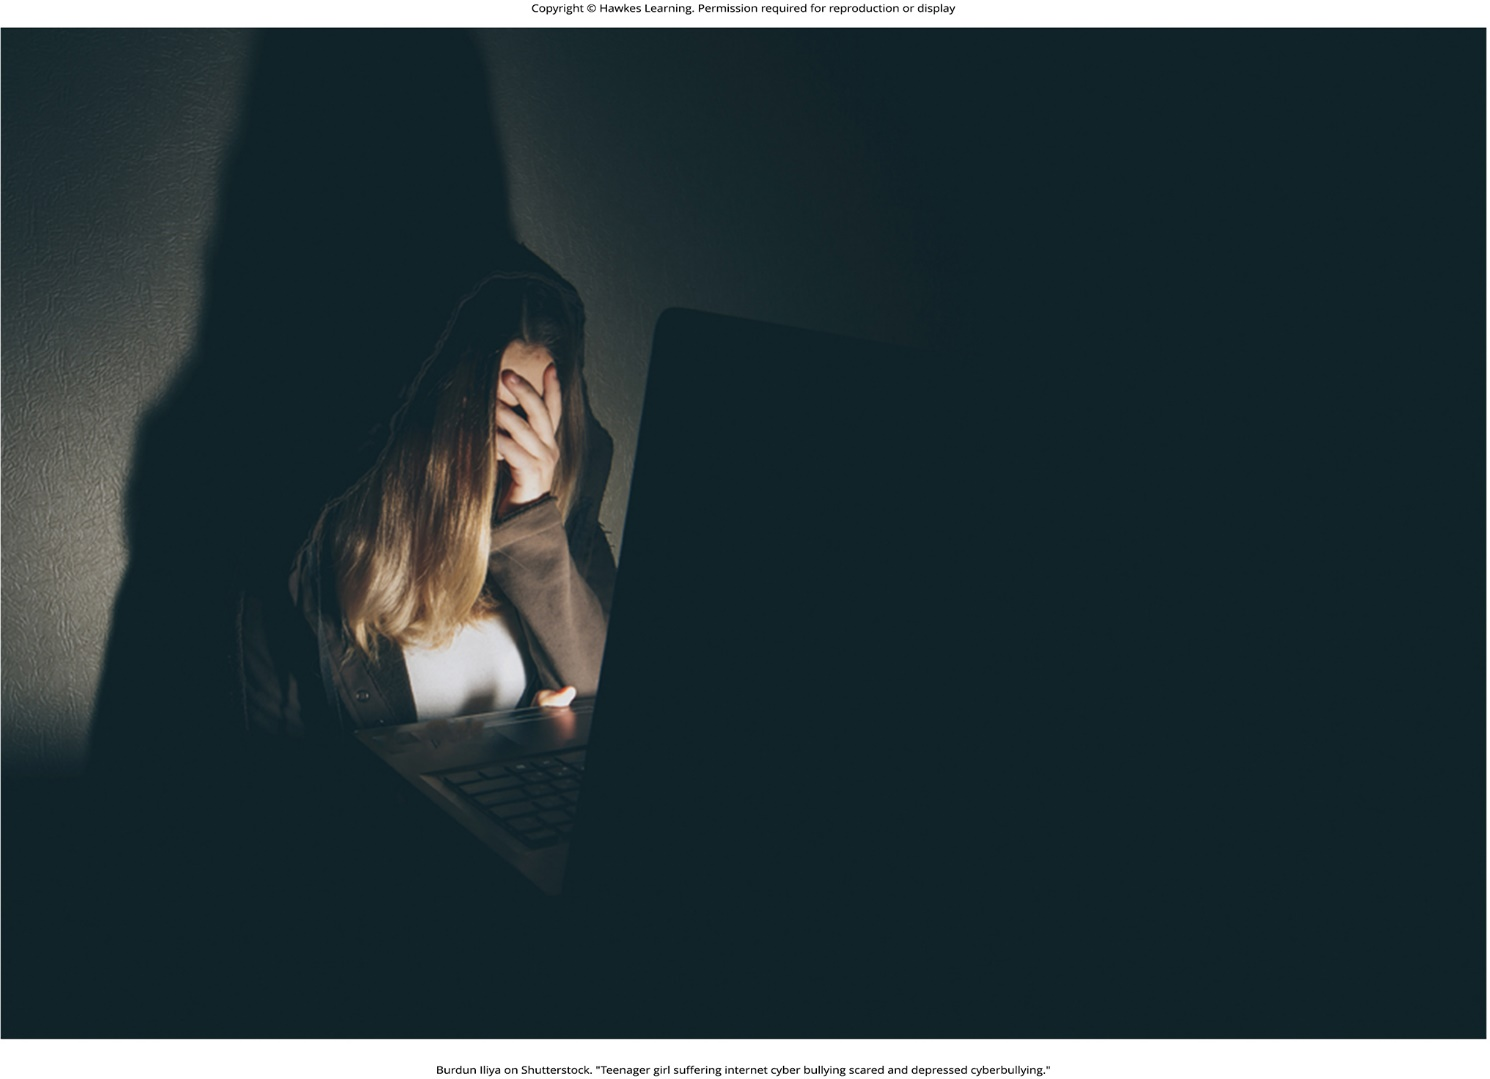 Copyright © Hawkes Learning. Permission required for reproduction or display
Burdun Iliya on Shutterstock. "Teenager girl suffering internet cyber bullying scared and depressed cyberbullying."